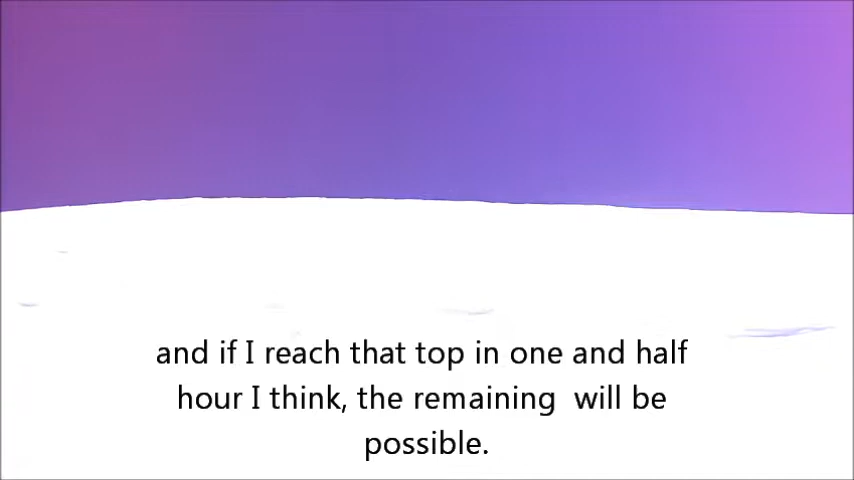 and if I reach that top in one and half
hour I think, the remaining  will be
possible.